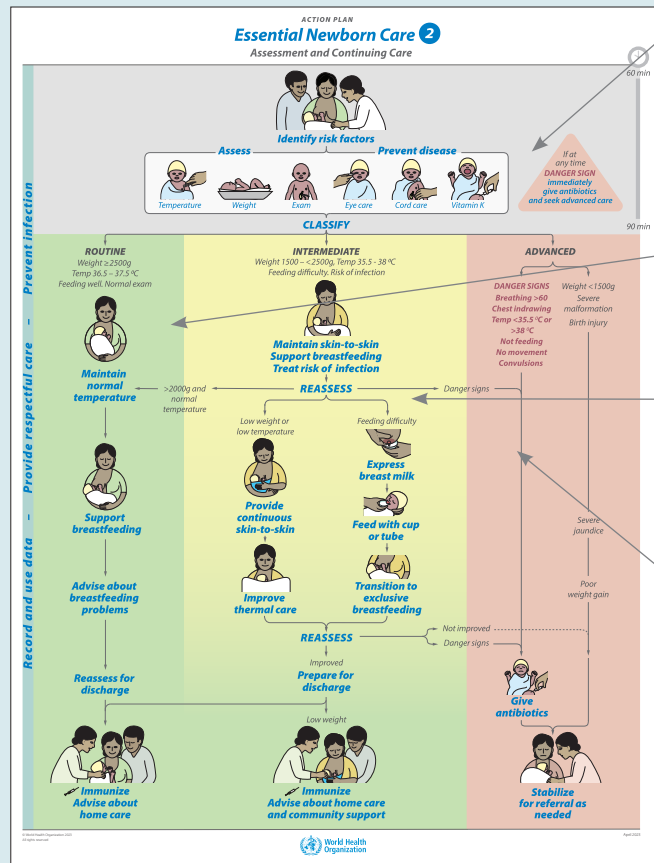 ACTION PLAN
Essential Newborn Care 2
Assessment and Continuing Care
60 min
Identify risk factors
Assess
Prevent disease
Temperature
Weight
Exam
Eye care
Cord care
Vitamin K
If at
any time
DANGER SIGN
immediately
give antibiotics
and seek advanced care
CLASSIFY
90 min
Prevent infection
–
Provide respectful care
–
Record and use data
ROUTINE
Weight ≥2500g
Temp 36.5 – 37.5 ºC
Feeding well. Normal exam
INTERMEDIATE
Weight 1500 – <2500g, Temp 35.5 - 38 ºC
Feeding difficulty. Risk of infection
ADVANCED
DANGER SIGNS
Breathing >60
Chest indrawing
Temp <35.5 ºC or
>38 ºC
Not feeding
No movement
Convulsions
Weight <1500g
Severe
malformation
Birth injury
Maintain
normal
temperature
Maintain skin-to-skin
Support breastfeeding
Treat risk of infection
>2000g and
normal
temperature
REASSESS
Danger signs
Low weight or
low temperature
Feeding difficulty
Express
breast milk
Provide
continuous
skin-to-skin
Feed with cup
or tube
Support
breastfeeding
Severe
jaundice
Advise about
breastfeeding
problems
Improve
thermal care
Transition to
exclusive
breastfeeding
Poor
weight gain
REASSESS
Not improved
Danger signs
Improved
Reassess for
discharge
Prepare for
discharge
Give
antibiotics
Low weight
Immunize
Advise about
home care
Immunize
Advise about home care
and community support
Stabilize
for referral as
needed
© World Health Organization 2025
All rights reserved.
April 2025
World Health
Organization